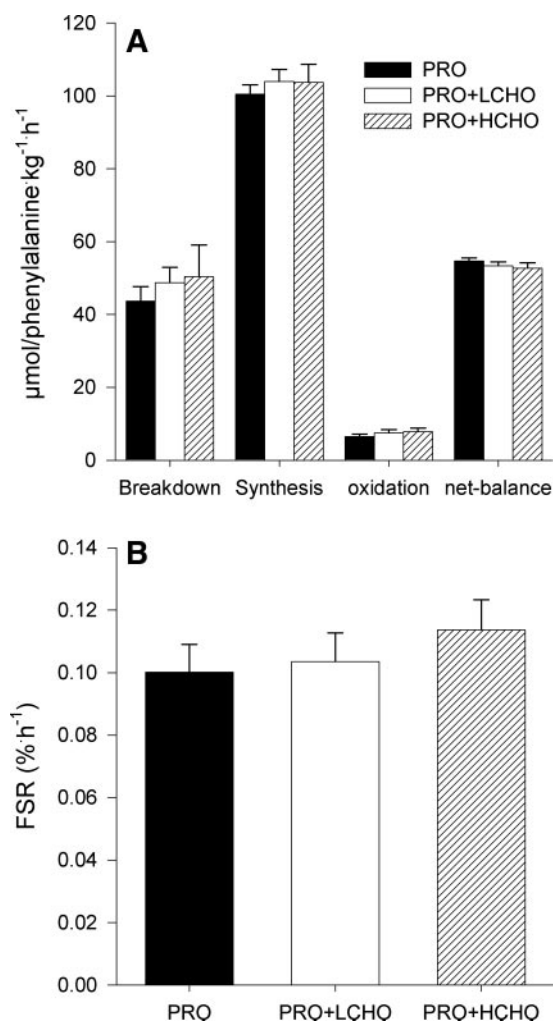 A
PRO
PRO+LCHO
PRO+HCHO
120
100
80
60
40
20
0
µmol/phenylalanine·kg⁻¹·h⁻¹
Breakdown Synthesis oxidation net-balance
B
0.14
0.12
0.10
0.08
0.06
0.04
0.02
0.00
FSR (%·h⁻¹)
PRO PRO+LCHO PRO+HCHO